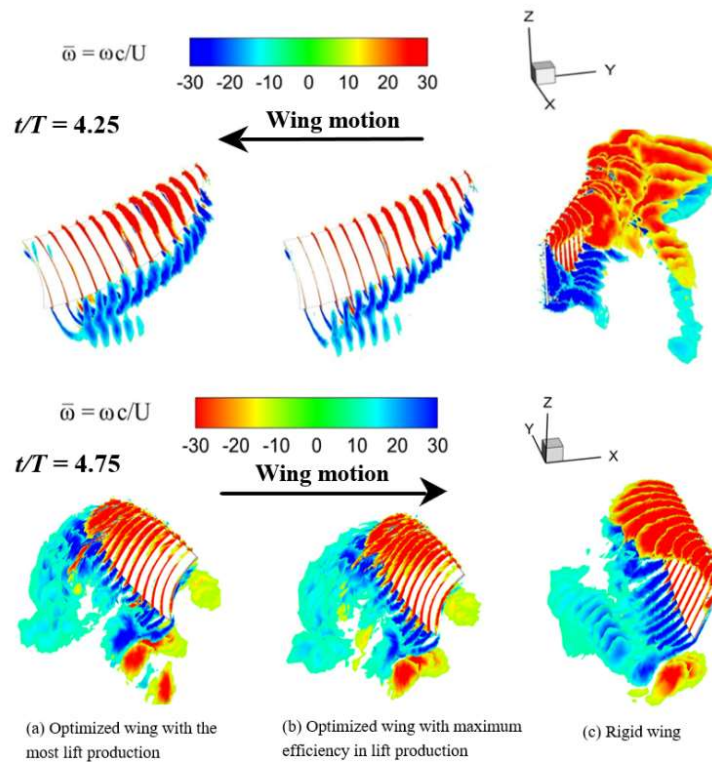 ω̄ = ωc/U
-30 -20 -10 0 10 20 30
Z
Y
X
t/T = 4.25
Wing motion
ω̄ = ωc/U
-30 -20 -10 0 10 20 30
Z
Y
X
t/T = 4.75
Wing motion
(a) Optimized wing with the
most lift production
(b) Optimized wing with maximum
efficiency in lift production
(c) Rigid wing